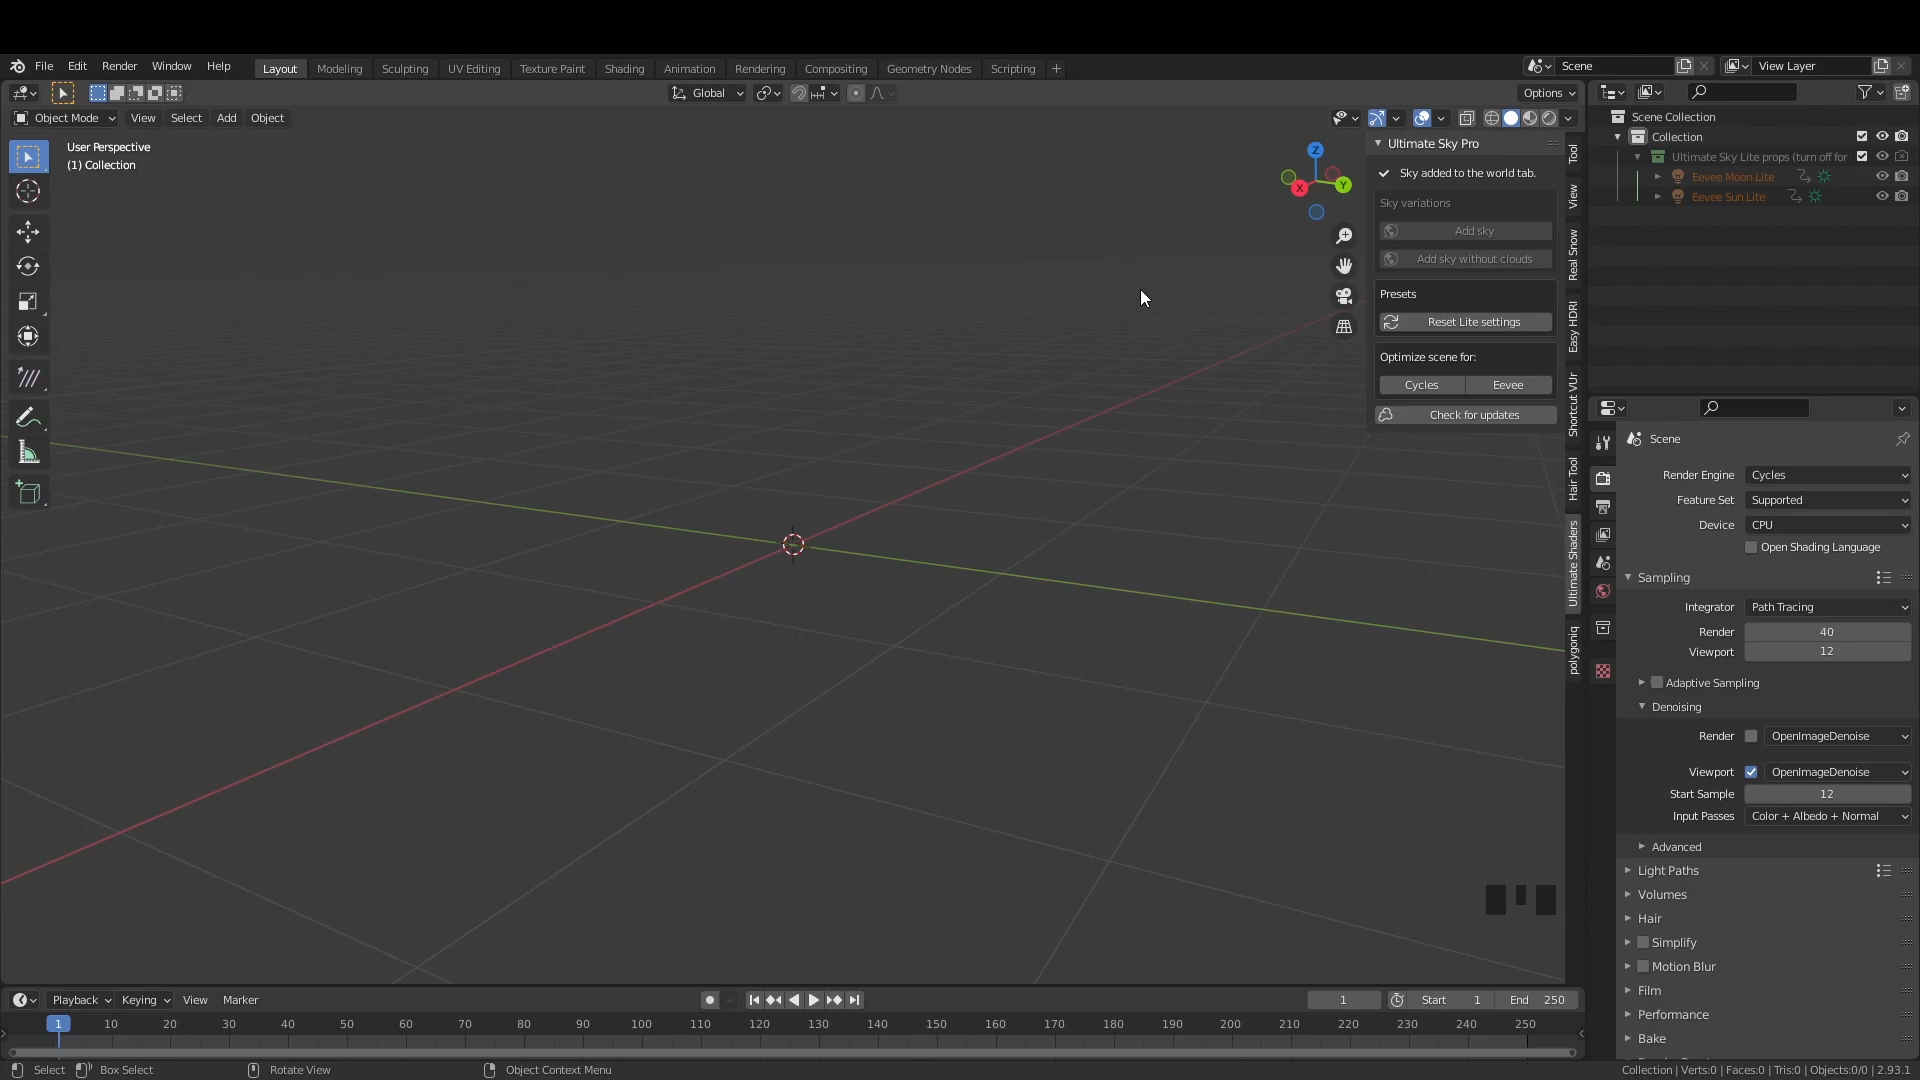 File Edit Render Window Help
Layout Modeling Sculpting UV Editing Texture Paint Shading Animation Rendering Compositing Geometry Nodes Scripting
Scene View Layer
Global Options
Object Mode View Select Add Object
User Perspective
(1) Collection
Z
X
Y
Ultimate Sky Pro
Sky added to the world tab.
Sky variations
Add sky
Add sky without clouds
Presets
Reset Lite settings
Optimize scene for:
Cycles Eevee
Check for updates
Tool
View
Real Snow
Easy HDRI
Shortcut VUr
Hair Tool
Ultimate Shaders
polygoniq
Scene Collection
Collection
Ultimate Sky Lite props (turn off for
Eevee Moon Lite
Eevee Sun Lite
Scene
Render Engine Cycles
Feature Set Supported
Device CPU
Open Shading Language
Sampling
Integrator Path Tracing
Render 40
Viewport 12
Adaptive Sampling
Denoising
Render OpenImageDenoise
Viewport OpenImageDenoise
Start Sample 12
Input Passes Color + Albedo + Normal
Advanced
Light Paths
Volumes
Hair
Simplify
Motion Blur
Film
Performance
Bake
Playback Keying View Marker
1 Start 1 End 250
1 10 20 30 40 50 60 70 80 90 100 110 120 130 140 150 160 170 180 190 200 210 220 230 240 250
Select Box Select Rotate View Object Context Menu
Collection | Verts:0 | Faces:0 | Tris:0 | Objects:0/0 | 2.93.1